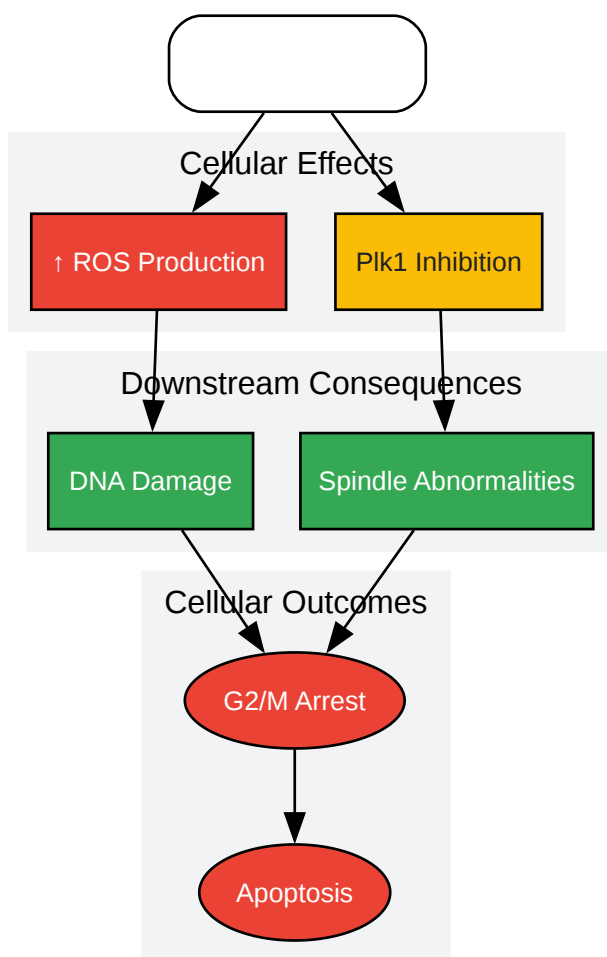 Cellular Effects
↑ ROS Production
Plk1 Inhibition
Downstream Consequences
DNA Damage
Spindle Abnormalities
Cellular Outcomes
G2/M Arrest
Apoptosis